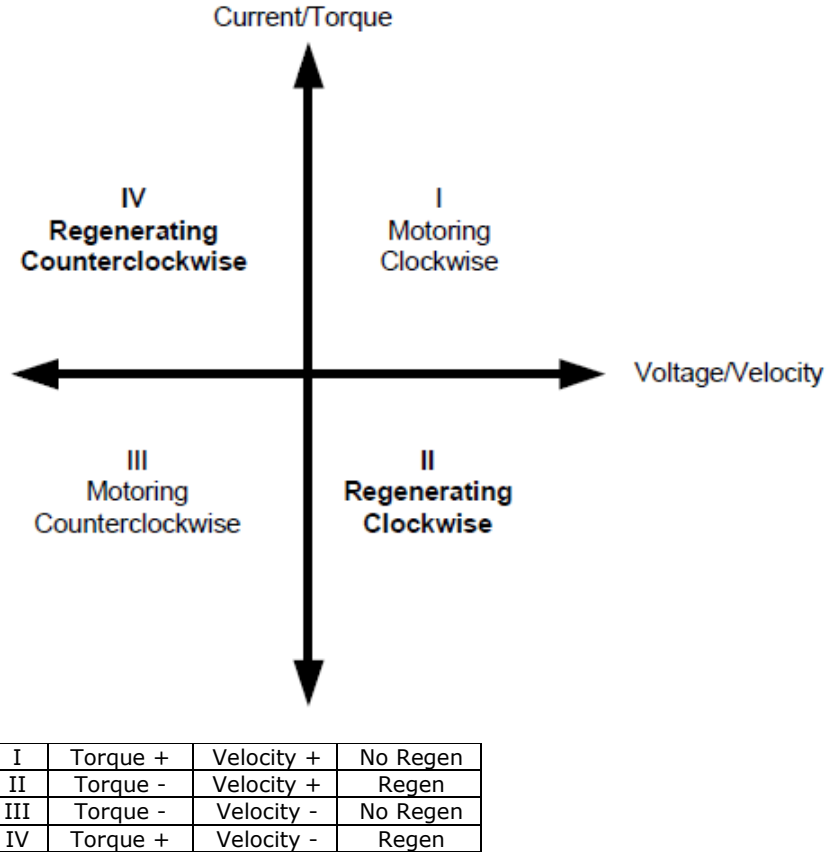 Current/Torque
IV
Regenerating
Counterclockwise
I
Motoring
Clockwise
Voltage/Velocity
III
Motoring
Counterclockwise
II
Regenerating
Clockwise
I Torque + Velocity + No Regen
II Torque - Velocity + Regen
III Torque - Velocity - No Regen
IV Torque + Velocity - Regen